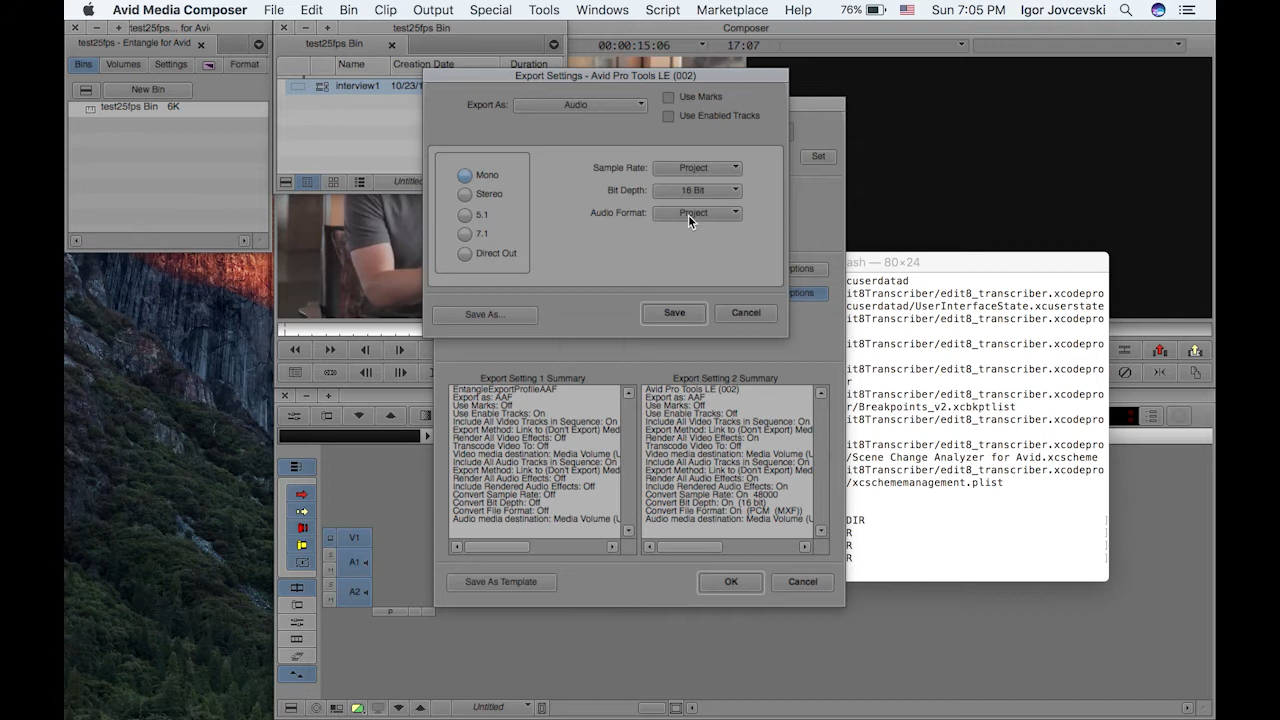 Avid Media Composer File Edit Bin Clip Output Special Tools Windows Script Marketplace Help 76% Sun 7:05 PM Igor Jovcevski
test25fps... for Avi
test25fps Bin
Composer
test25fps - Entangle for Avid
test25fps Bin
00:00:15:06 17:07
Bins Volumes Settings Format
Name Creation Date
New Bin
interview1 10/23/1
test25fps Bin 6K
Untitle
Export Settings - Avid Pro Tools LE (002)
Export As: Audio
Use Marks
Use Enabled Tracks
Set
Mono
Stereo
5.1
7.1
Direct Out
Sample Rate: Project
Bit Depth: 16 Bit
Audio Format: Project
ptions
ptions
Save As...
Save
Cancel
ash — 80×24
cuserdatad
it8Transcriber/edit8_transcriber.xcodepro
cuserdatad/UserInterfaceState.xcuserstate
it8Transcriber/edit8_transcriber.xcodepro
it8Transcriber/edit8_transcriber.xcodepro
it8Transcriber/edit8_transcriber.xcodepro
r
it8Transcriber/edit8_transcriber.xcodepro
r/Breakpoints_v2.xcbkptlist
it8Transcriber/edit8_transcriber.xcodepro
/Scene Change Analyzer for Avid.xcscheme
it8Transcriber/edit8_transcriber.xcodepro
/xcschememanagement.plist
DIR ]
R ]
R ]
R ]
Export Setting 1 Summary
EntangleExportProfileAAF
Export as: AAF
Use Marks: Off
Use Enable Tracks: On
Include All Video Tracks in Sequence: On
Export Method: Link to (Don't Export) Med
Render All Video Effects: Off
Transcode Video To: Off
Video media destination: Media Volume (U
Include All Audio Tracks in Sequence: On
Export Method: Link to (Don't Export) Med
Render All Audio Effects: Off
Include Rendered Audio Effects: Off
Convert Sample Rate: Off
Convert Bit Depth: Off
Convert File Format: Off
Audio media destination: Media Volume (U
Export Setting 2 Summary
Avid Pro Tools LE (002)
Export as: AAF
Use Marks: Off
Use Enable Tracks: Off
Include All Video Tracks in Sequence: On
Export Method: Link to (Don't Export) Med
Render All Video Effects: On
Transcode Video To: Off
Video media destination: Media Volume (U
Include All Audio Tracks in Sequence: On
Export Method: Link to (Don't Export) Med
Render All Audio Effects: On
Include Rendered Audio Effects: On
Convert Sample Rate: On 48000
Convert Bit Depth: On (16 bit)
Convert File Format: On (PCM (MXF))
Audio media destination: Media Volume (U
Save As Template
OK
Cancel
V1
A1
A2
S
M
S
M
P
Untitled